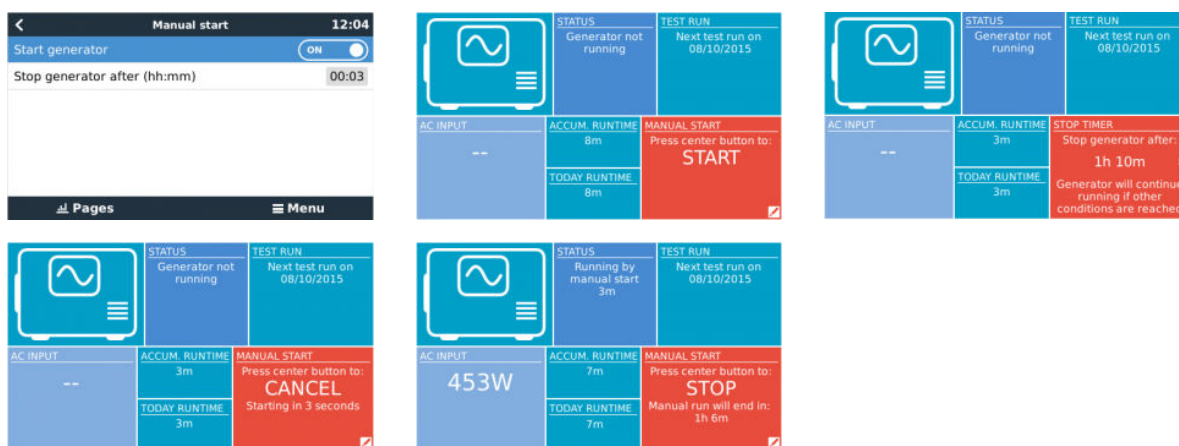 Manual start 12:04
Start generator ON
Stop generator after (hh:mm) 00:03
Pages Menu
STATUS
Generator not
running
TEST RUN
Next test run on
08/10/2015
AC INPUT
--
ACCUM. RUNTIME
8m
TODAY RUNTIME
8m
MANUAL START
Press center button to:
START
STATUS
Generator not
running
TEST RUN
Next test run on
08/10/2015
AC INPUT
--
ACCUM. RUNTIME
3m
TODAY RUNTIME
3m
STOP TIMER
Stop generator after:
1h 10m
Generator will continue
running if other
conditions are reached
STATUS
Generator not
running
TEST RUN
Next test run on
08/10/2015
AC INPUT
--
ACCUM. RUNTIME
3m
TODAY RUNTIME
3m
MANUAL START
Press center button to:
CANCEL
Starting in 3 seconds
STATUS
Running by
manual start
3m
TEST RUN
Next test run on
08/10/2015
AC INPUT
453W
ACCUM. RUNTIME
7m
TODAY RUNTIME
7m
MANUAL START
Press center button to:
STOP
Manual run will end in:
1h 6m